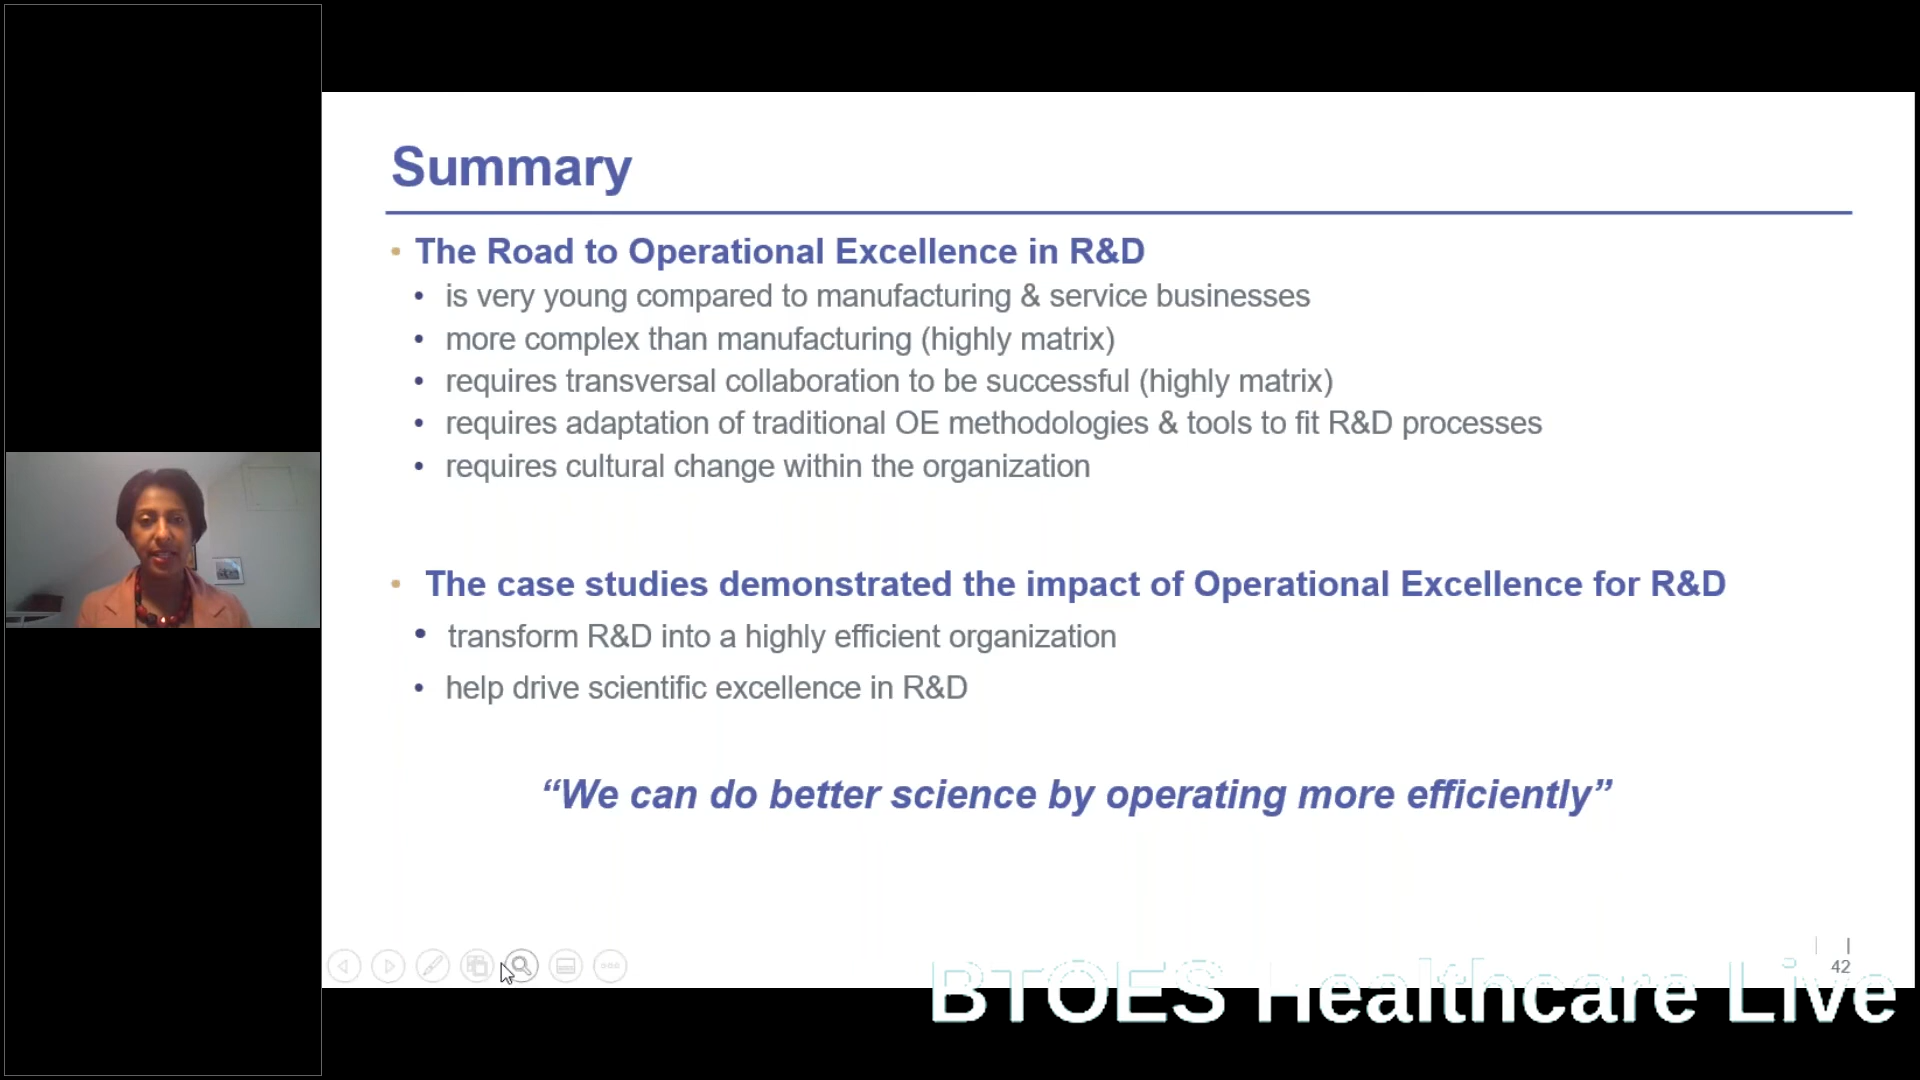 Summary
• The Road to Operational Excellence in R&D
• is very young compared to manufacturing & service businesses
• more complex than manufacturing (highly matrix)
• requires transversal collaboration to be successful (highly matrix)
• requires adaptation of traditional OE methodologies & tools to fit R&D processes
• requires cultural change within the organization
• The case studies demonstrated the impact of Operational Excellence for R&D
• transform R&D into a highly efficient organization
• help drive scientific excellence in R&D
“We can do better science by operating more efficiently”
42
BTOES Healthcare Live